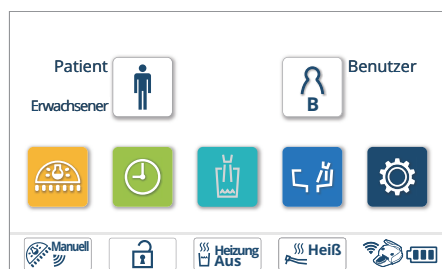 Patient
Benutzer
Erwachsener
B
Manuell
Heizung
Aus
Heiß